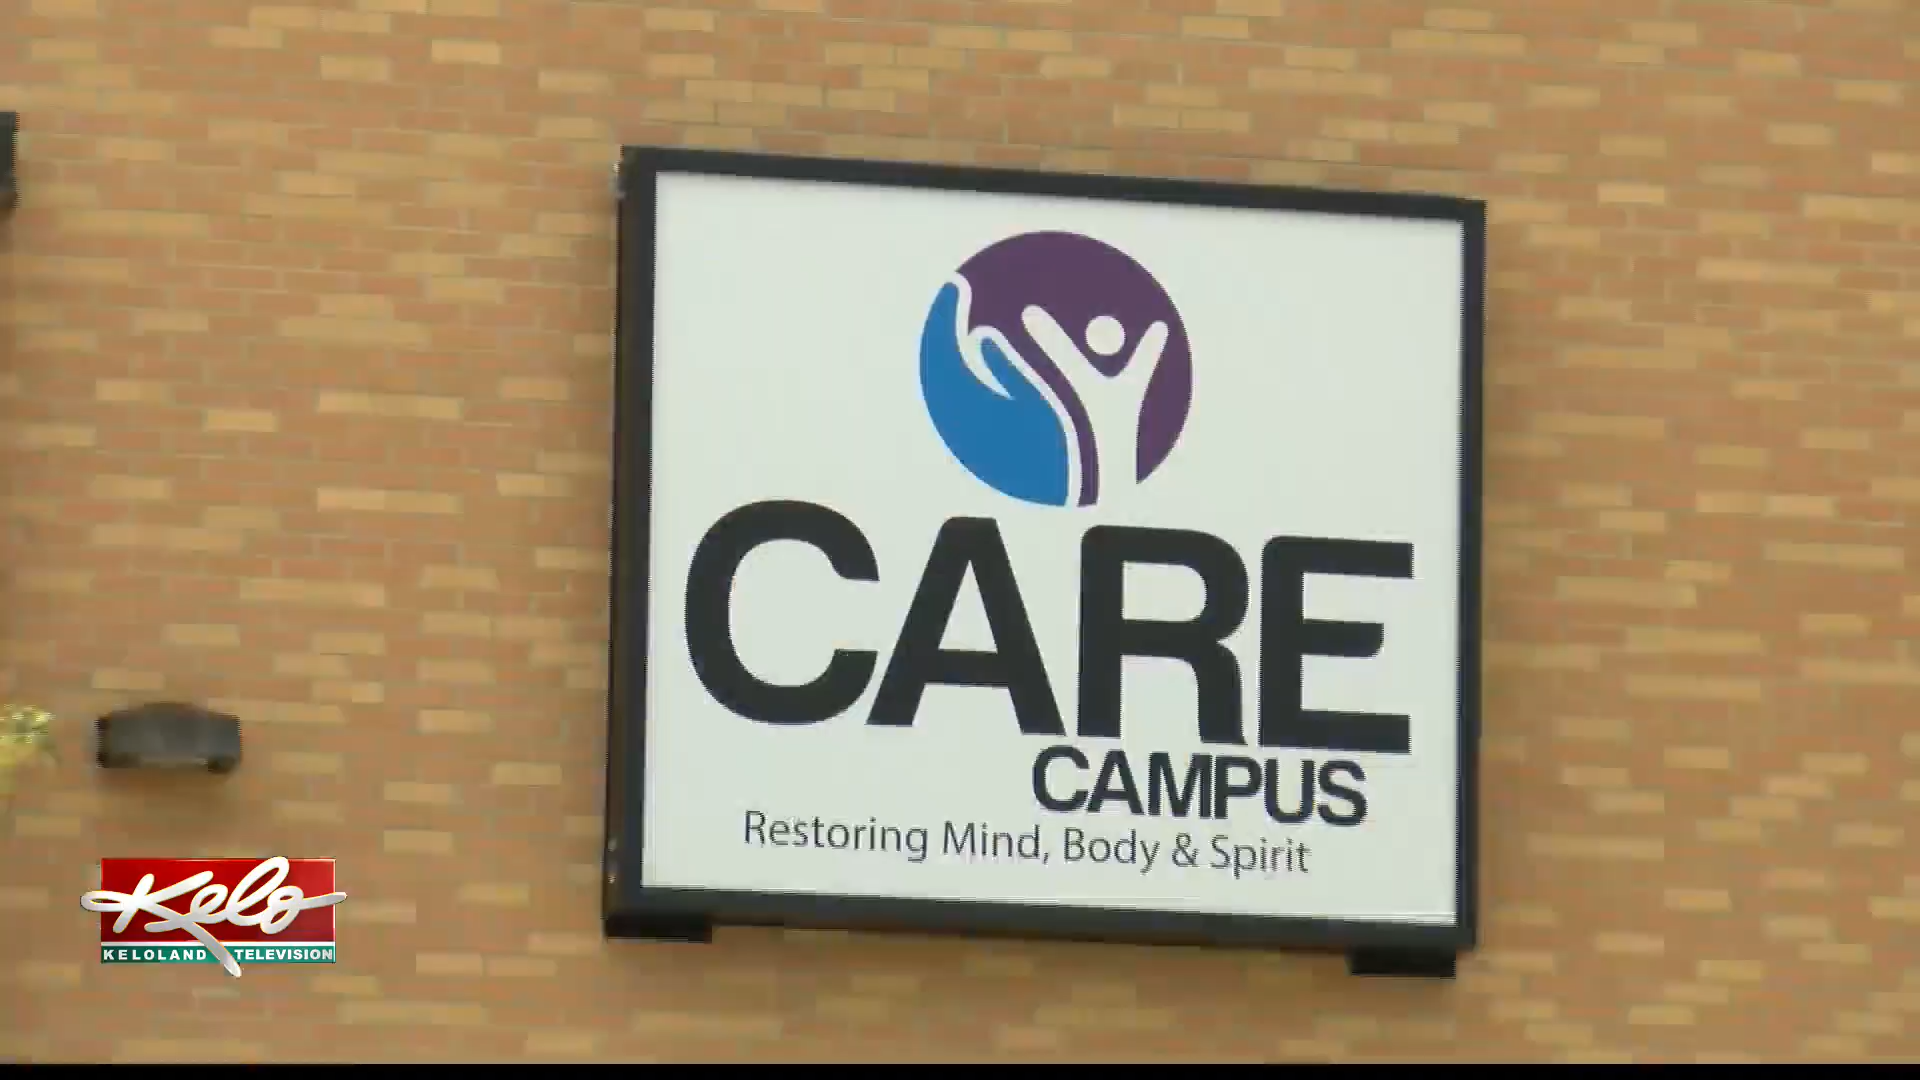 CARE
CAMPUS
Restoring Mind, Body & Spirit
Kelo
KELOLAND TELEVISION